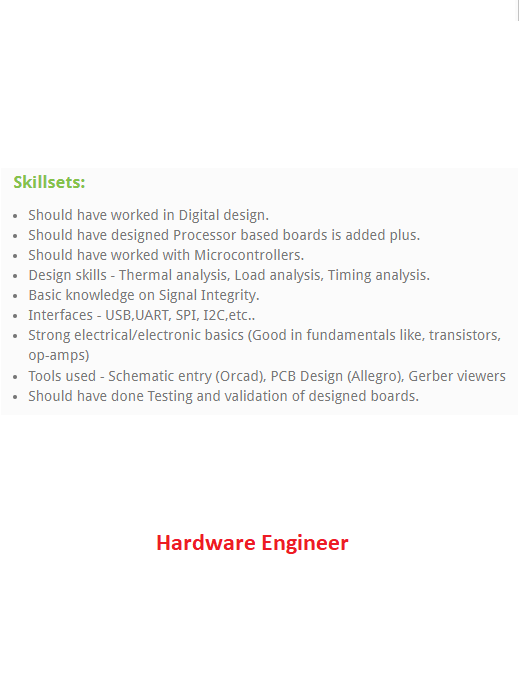 Skillsets:
• Should have worked in Digital design.
• Should have designed Processor based boards is added plus.
• Should have worked with Microcontrollers.
• Design skills - Thermal analysis, Load analysis, Timing analysis.
• Basic knowledge on Signal Integrity.
• Interfaces - USB,UART, SPI, I2C,etc..
• Strong electrical/electronic basics (Good in fundamentals like, transistors,
op-amps)
• Tools used - Schematic entry (Orcad), PCB Design (Allegro), Gerber viewers
• Should have done Testing and validation of designed boards.
Hardware Engineer